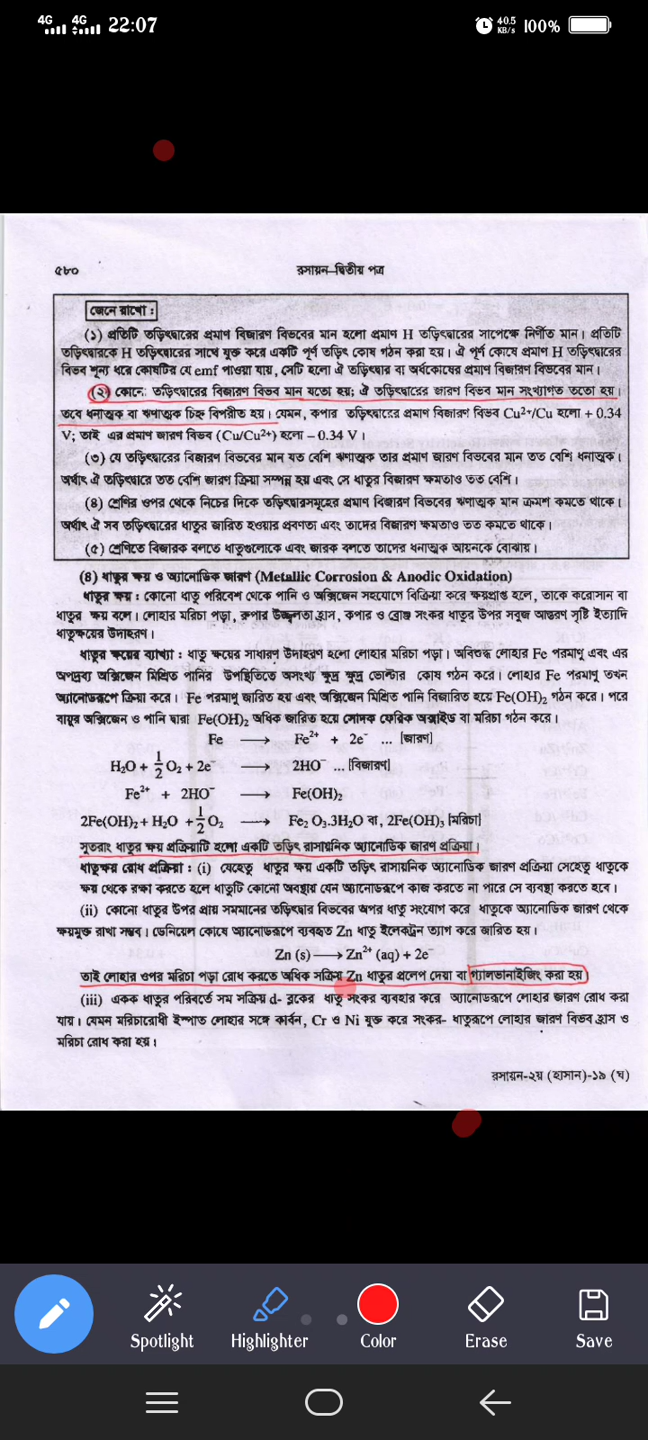 4G 4G 22:07 40.5 KB/s 100%
৫৮০ রসায়ন–দ্বিতীয় পত্র
জেনে রাখো :
(১) প্রতিটি তড়িৎদ্বারের প্রমাণ বিজারণ বিভবের মান হলো প্রমাণ H তড়িৎদ্বারের সাপেক্ষে নির্ণীত মান। প্রতিটি
তড়িৎদ্বারকে H তড়িৎদ্বারের সাথে যুক্ত করে একটি পূর্ণ তড়িৎ কোষ গঠন করা হয়। ঐ পূর্ণ কোষে প্রমাণ H তড়িৎদ্বারের
বিভব শূন্য ধরে কোষটির যে emf পাওয়া যায়, সেটি হলো ঐ তড়িৎদ্বার বা অর্ধকোষের প্রমাণ বিজারণ বিভবের মান।
(২) কোনো তড়িৎদ্বারের বিজারণ বিভব মান যতো হয়; ঐ তড়িৎদ্বারের জারণ বিভব মান সংখ্যাগত ততো হয়।
তবে ধনাত্মক বা ঋণাত্মক চিহ্ন বিপরীত হয়। যেমন, কপার তড়িৎদ্বারের প্রমাণ বিজারণ বিভব Cu²⁺/Cu হলো + 0.34
V; তাই এর প্রমাণ জারণ বিভব (Cu/Cu²⁺) হলো – 0.34 V।
(৩) যে তড়িৎদ্বারের বিজারণ বিভবের মান যত বেশি ঋণাত্মক তার প্রমাণ জারণ বিভবের মান তত বেশি ধনাত্মক।
অর্থাৎ ঐ তড়িৎদ্বারে তত বেশি জারণ ক্রিয়া সম্পন্ন হয় এবং সে ধাতুর বিজারণ ক্ষমতাও তত বেশি।
(৪) শ্রেণির ওপর থেকে নিচের দিকে তড়িৎদ্বারসমূহের প্রমাণ বিজারণ বিভবের ঋণাত্মক মান ক্রমশ কমতে থাকে।
অর্থাৎ ঐ সব তড়িৎদ্বারের ধাতুর জারিত হওয়ার প্রবণতা এবং তাদের বিজারণ ক্ষমতাও তত কমতে থাকে।
(৫) শ্রেণিতে বিজারক বলতে ধাতুগুলোকে এবং জারক বলতে তাদের ধনাত্মক আয়নকে বোঝায়।
(৪) ধাতুর ক্ষয় ও অ্যানোডিক জারণ (Metallic Corrosion & Anodic Oxidation)
ধাতুর ক্ষয় : কোনো ধাতু পরিবেশ থেকে পানি ও অক্সিজেন সহযোগে বিক্রিয়া করে ক্ষয়প্রাপ্ত হলে, তাকে করোসান বা
ধাতুর ক্ষয় বলে। লোহার মরিচা পড়া, রুপার উজ্জ্বলতা হ্রাস, কপার ও ব্রোঞ্জ সংকর ধাতুর উপর সবুজ আস্তরণ সৃষ্টি ইত্যাদি
ধাতুক্ষয়ের উদাহরণ।
ধাতুর ক্ষয়ের ব্যাখ্যা : ধাতু ক্ষয়ের সাধারণ উদাহরণ হলো লোহার মরিচা পড়া। অবিশুদ্ধ লোহার Fe পরমাণু এবং এর
অপদ্রব্য অক্সিজেন মিশ্রিত পানির উপস্থিতিতে অসংখ্য ক্ষুদ্র ক্ষুদ্র ভোল্টার কোষ গঠন করে। লোহার Fe পরমাণু তখন
অ্যানোডরূপে ক্রিয়া করে। Fe পরমাণু জারিত হয় এবং অক্সিজেন মিশ্রিত পানি বিজারিত হয়ে Fe(OH)₂ গঠন করে। পরে
বায়ুর অক্সিজেন ও পানি দ্বারা Fe(OH)₂ অধিক জারিত হয়ে সোদক ফেরিক অক্সাইড বা মরিচা গঠন করে।
Fe ⟶ Fe²⁺ + 2e⁻ ... [জারণ]
H₂O + ½O₂ + 2e⁻ ⟶ 2HO⁻ ... [বিজারণ]
Fe²⁺ + 2HO⁻ ⟶ Fe(OH)₂
2Fe(OH)₂ + H₂O + ½O₂ ⟶ Fe₂ O₃.3H₂O বা, 2Fe(OH)₃ [মরিচা]
সুতরাং ধাতুর ক্ষয় প্রক্রিয়াটি হলো একটি তড়িৎ রাসায়নিক অ্যানোডিক জারণ প্রক্রিয়া।
ধাতুক্ষয় রোধ প্রক্রিয়া : (i) যেহেতু ধাতুর ক্ষয় একটি তড়িৎ রাসায়নিক অ্যানোডিক জারণ প্রক্রিয়া সেহেতু ধাতুকে
ক্ষয় থেকে রক্ষা করতে হলে ধাতুটি কোনো অবস্থায় যেন অ্যানোডরূপে কাজ করতে না পারে সে ব্যবস্থা করতে হবে।
(ii) কোনো ধাতুর উপর প্রায় সমমানের তড়িৎদ্বার বিভবের অপর ধাতু সংযোগ করে ধাতুকে অ্যানোডিক জারণ থেকে
ক্ষয়মুক্ত রাখা সম্ভব। ডেনিয়েল কোষে অ্যানোডরূপে ব্যবহৃত Zn ধাতু ইলেকট্রন ত্যাগ করে জারিত হয়।
Zn (s) ⟶ Zn²⁺ (aq) + 2e⁻
তাই লোহার ওপর মরিচা পড়া রোধ করতে অধিক সক্রিয় Zn ধাতুর প্রলেপ দেয়া বা গ্যালভানাইজিং করা হয়
(iii) একক ধাতুর পরিবর্তে সম সক্রিয় d- ব্লকের ধাতু সংকর ব্যবহার করে অ্যানোডরূপে লোহার জারণ রোধ করা
যায়। যেমন মরিচারোধী ইস্পাত লোহার সঙ্গে কার্বন, Cr ও Ni যুক্ত করে সংকর- ধাতুরূপে লোহার জারণ বিভব হ্রাস ও
মরিচা রোধ করা হয়।
রসায়ন-২য় (হাসান)-১৯ (ঘ)
Spotlight Highlighter Color Erase Save